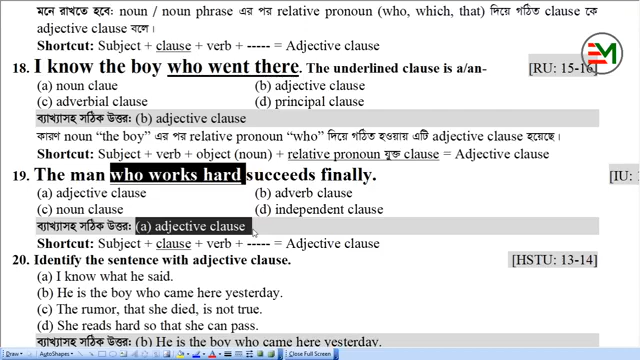 মনে রাখতে হবে: noun / noun phrase এর পর relative pronoun (who, which, that) দিয়ে গঠিত clause কে
adjective clause বলে।
Shortcut: Subject + clause + verb + ----- = Adjective clause
18. I know the boy who went there. The underlined clause is a/an- [RU: 15-16]
(a) noun claue (b) adjective clause
(c) adverbial clause (d) principal clause
ব্যাখ্যাসহ সঠিক উত্তর: (b) adjective clause
কারণ noun “the boy” এর পর relative pronoun “who” দিয়ে গঠিত হওয়ায় এটি adjective clause হয়েছে।
Shortcut: Subject + verb + object (noun) + relative pronoun যুক্ত clause = Adjective clause
19. The man who works hard succeeds finally. [IU: 1
(a) adjective clause (b) adverb clause
(c) noun clause (d) independent clause
ব্যাখ্যাসহ সঠিক উত্তর: (a) adjective clause
Shortcut: Subject + clause + verb + ----- = Adjective clause
20. Identify the sentence with adjective clause. [HSTU: 13-14]
(a) I know what he said.
(b) He is the boy who came here yesterday.
(c) The rumor, that she died, is not true.
(d) She reads hard so that she can pass.
ব্যাখ্যাসহ সঠিক উত্তর: (b) He is the boy who came here yesterday.
Draw AutoShapes Close Full Screen